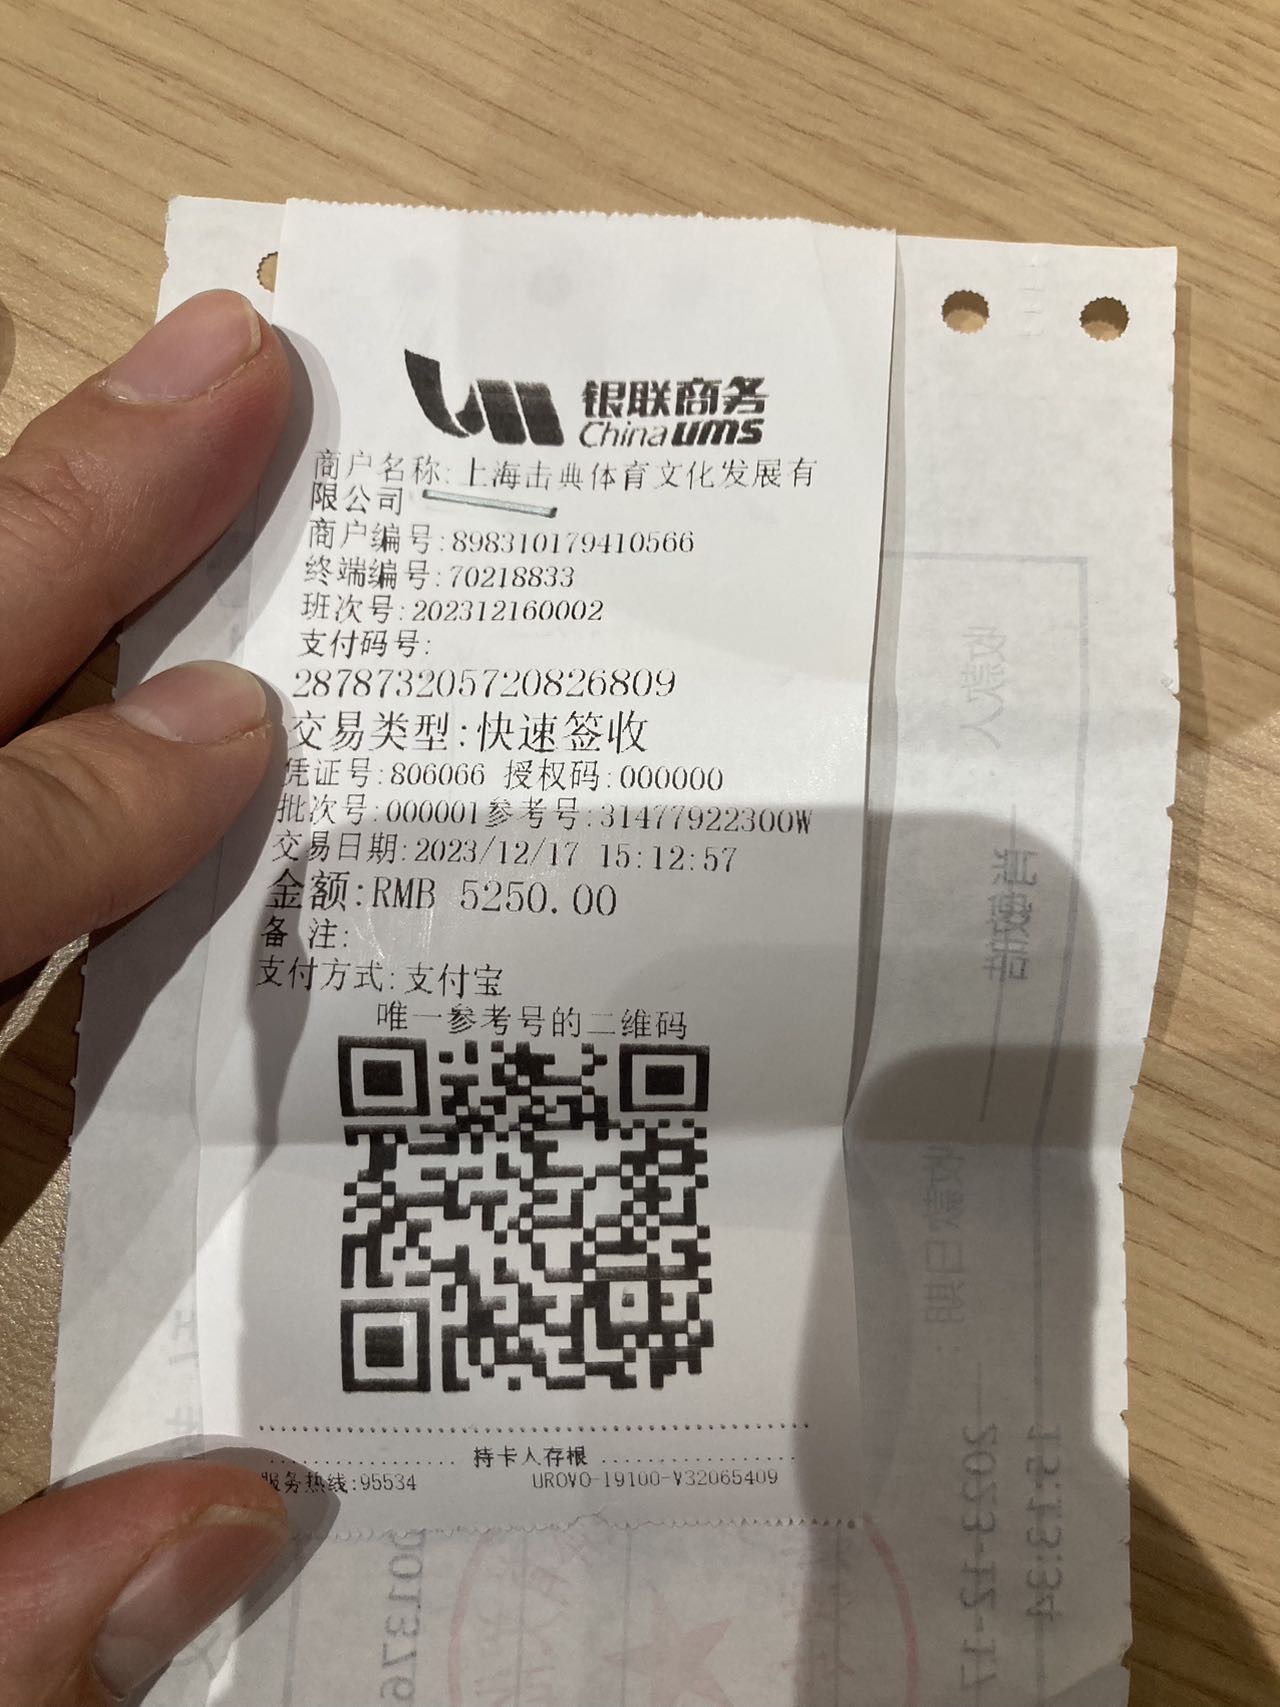 银联商务
China ums
商户名称:上海击典体育文化发展有
限公司
商户编号:898310179410566
终端编号:70218833
班次号:202312160002
支付码号:
287873205720826809
交易类型:快速签收
凭证号:806066 授权码:000000
批次号:000001参考号:31477922300W
交易日期:2023/12/17 15:12:57
金额:RMB 5250.00
备 注:
支付方式:支付宝
唯一参考号的二维码
持卡人存根
服务热线:95534 UROVO-I9100-V32065409
2023-12-17
15:13:34